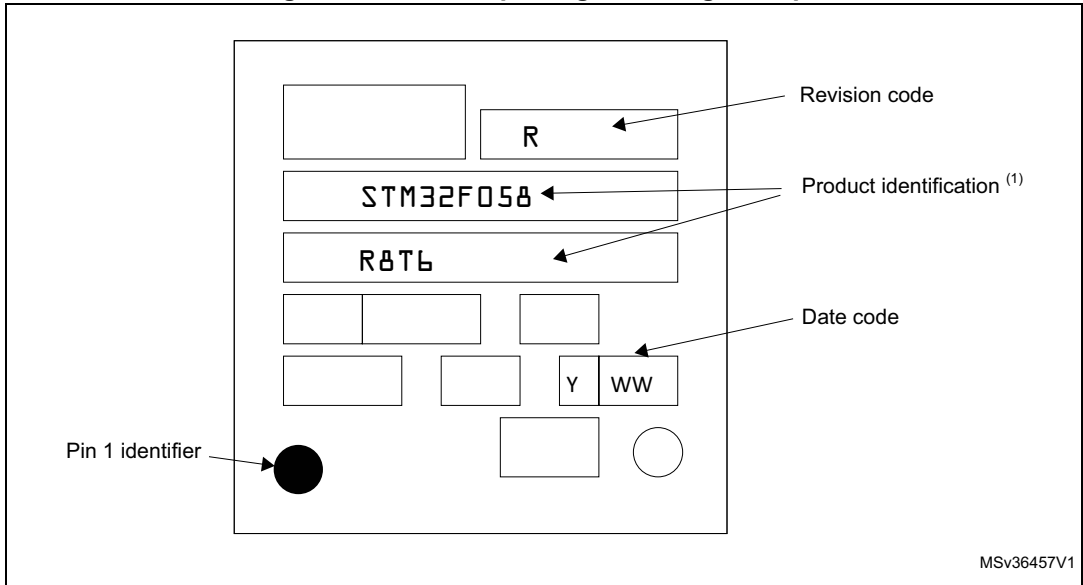 Revision code
R
STM32F058
Product identification (1)
R8T6
Date code
Y WW
Pin 1 identifier
MSv36457V1